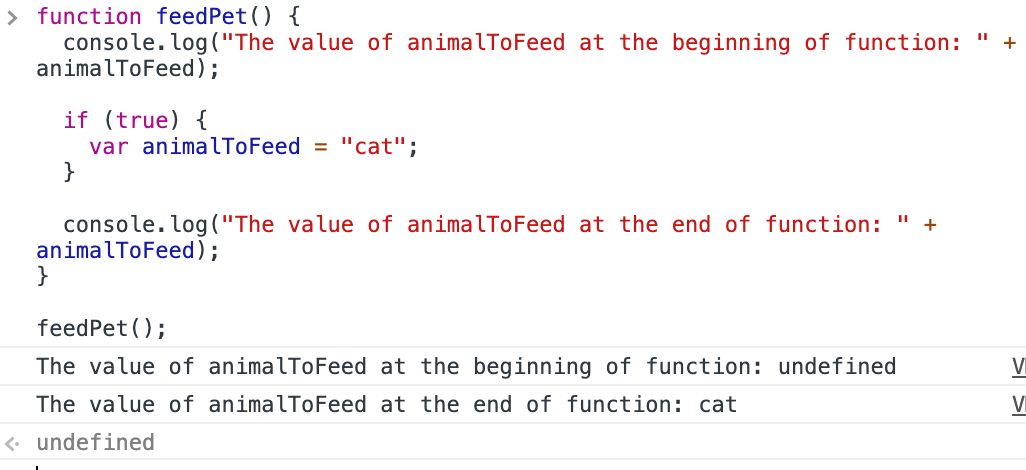 > function feedPet() {
  console.log("The value of animalToFeed at the beginning of function: " +
animalToFeed);
  if (true) {
    var animalToFeed = "cat";
  }
  console.log("The value of animalToFeed at the end of function: " +
animalToFeed);
}
feedPet();
The value of animalToFeed at the beginning of function: undefined
The value of animalToFeed at the end of function: cat
undefined